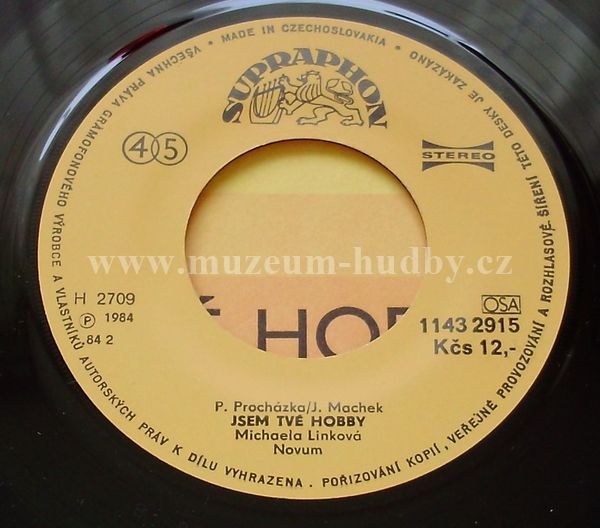 VŠECHNA PRÁVA GRAMOFONOVÉHO VÝROBCE A VLASTNÍKŮ AUTORSKÝCH PRÁV K DÍLU VYHRAZENA. POŘIZOVÁNÍ KOPIÍ, VEŘEJNÉ PROVOZOVÁNÍ A ROZHLASOVÉ ŠÍŘENÍ TÉTO DESKY JE ZAKÁZÁNO • MADE IN CZECHOSLOVAKIA •
SUPRAPHON
45
STEREO
www.muzeum-hudby.cz
É HOB
H 2709
Ⓟ 1984
.84 2
OSA
1143 2915
Kčs 12,-
P. Procházka/J. Machek
JSEM TVÉ HOBBY
Michaela Linková
Novum